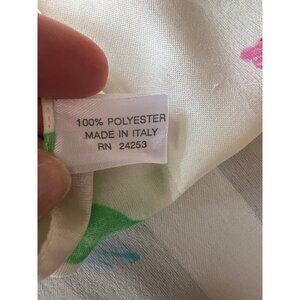 100% POLYESTER
MADE IN ITALY
RN 24253